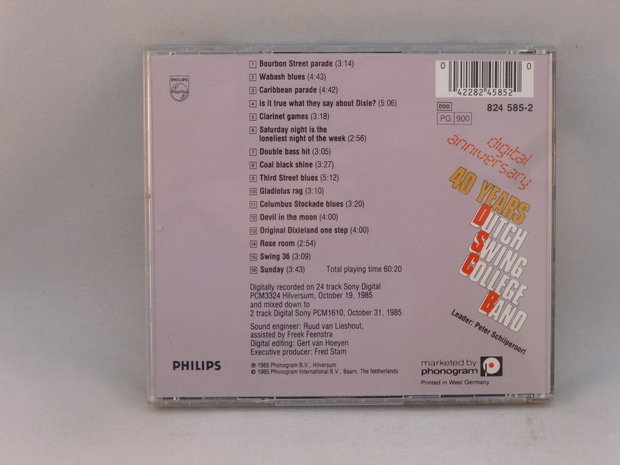 PHILIPS
1 Bourbon Street parade (3:14)
2 Wabash blues (4:43)
3 Caribbean parade (4:42)
4 Is it true what they say about Dixie? (5:06)
5 Clarinet games (3:18)
6 Saturday night is the
loneliest night of the week (2:56)
7 Double bass hit (3:05)
8 Coal black shine (3:27)
9 Third Street blues (5:12)
10 Gladiolus rag (3:10)
11 Columbus Stockade blues (3:20)
12 Devil in the moon (4:00)
13 Original Dixieland one step (4:00)
14 Rose room (2:54)
15 Swing 36 (3:09)
16 Sunday (3:43) Total playing time 60:20
Digitally recorded on 24 track Sony Digital
PCM3324 Hilversum, October 19, 1985
and mixed down to
2 track Digital Sony PCM1610, October 31, 1985
Sound engineer: Ruud van Lieshout,
assisted by Freek Feenstra
Digital editing: Gert van Hoeyen
Executive producer: Fred Stam
℗ 1985 Phonogram B.V., Hilversum
© 1985 Phonogram International B.V., Baarn, The Netherlands
PHILIPS
0 0
42282 45852
DDD 824 585-2
PG 900
digital
anniversary
40 YEARS
DUTCH
SWING
COLLEGE
BAND
Leader: Peter Schilperoort
marketed by
phonogram
Printed in West Germany